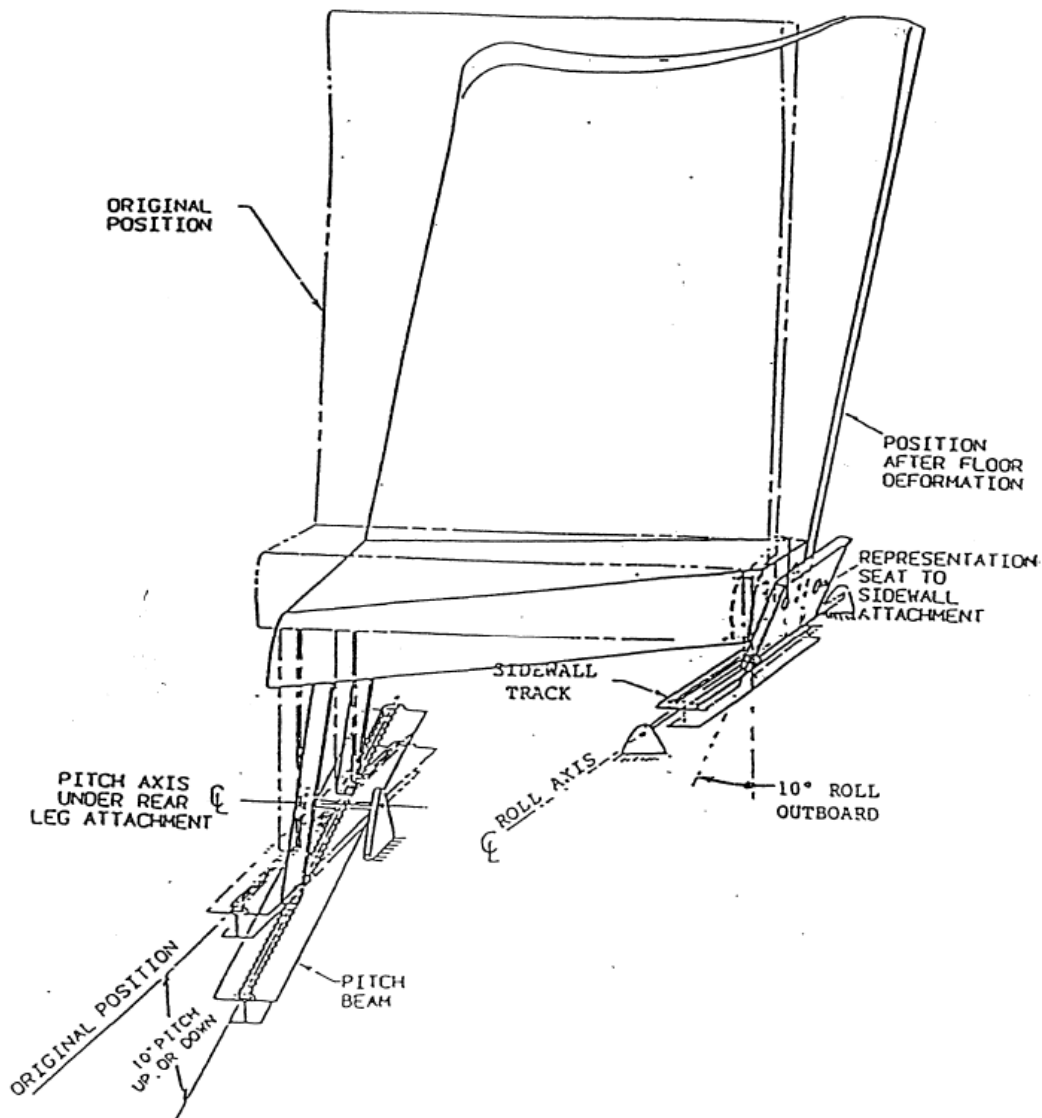 ORIGINAL
POSITION
POSITION
AFTER FLOOR
DEFORMATION
REPRESENTATION
SEAT TO
SIDEWALL
ATTACHMENT
SIDEWALL
TRACK
PITCH AXIS
UNDER REAR ℄
LEG ATTACHMENT
℄ ROLL AXIS
10° ROLL
OUTBOARD
PITCH
BEAM
ORIGINAL POSITION
10° PITCH
UP OR DOWN